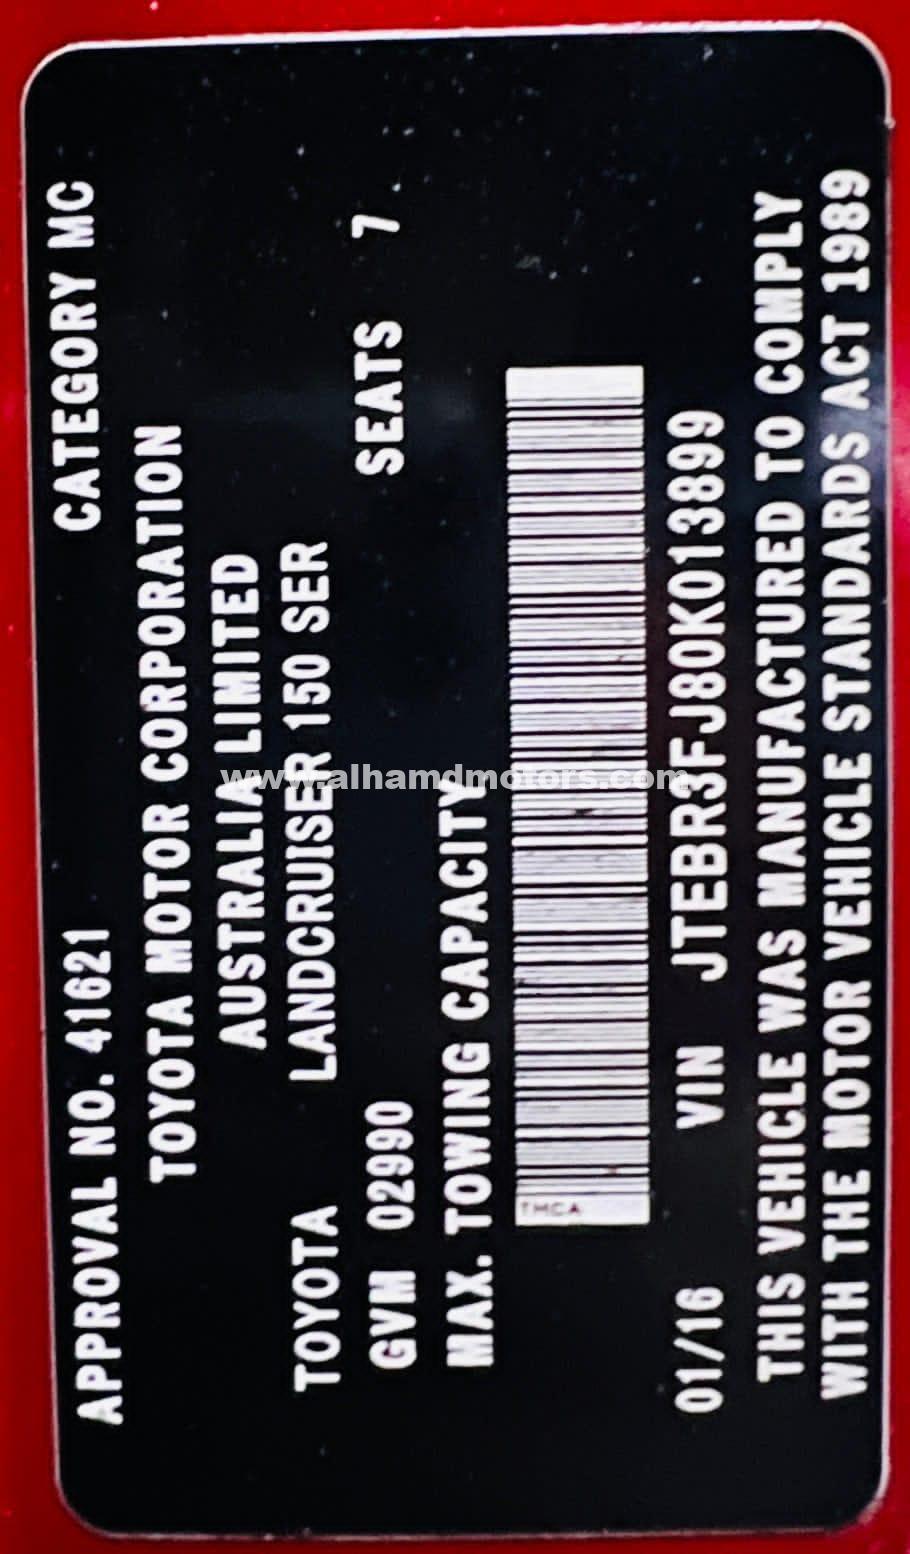 APPROVAL NO. 41621 CATEGORY MC
TOYOTA MOTOR CORPORATION
AUSTRALIA LIMITED
TOYOTA LANDCRUISER 150 SER
GVM 02990 SEATS 7
MAX. TOWING CAPACITY
TMCA
01/16 VIN JTEBR3FJ80K013899
THIS VEHICLE WAS MANUFACTURED TO COMPLY
WITH THE MOTOR VEHICLE STANDARDS ACT 1989
www.alhamdmotors.com